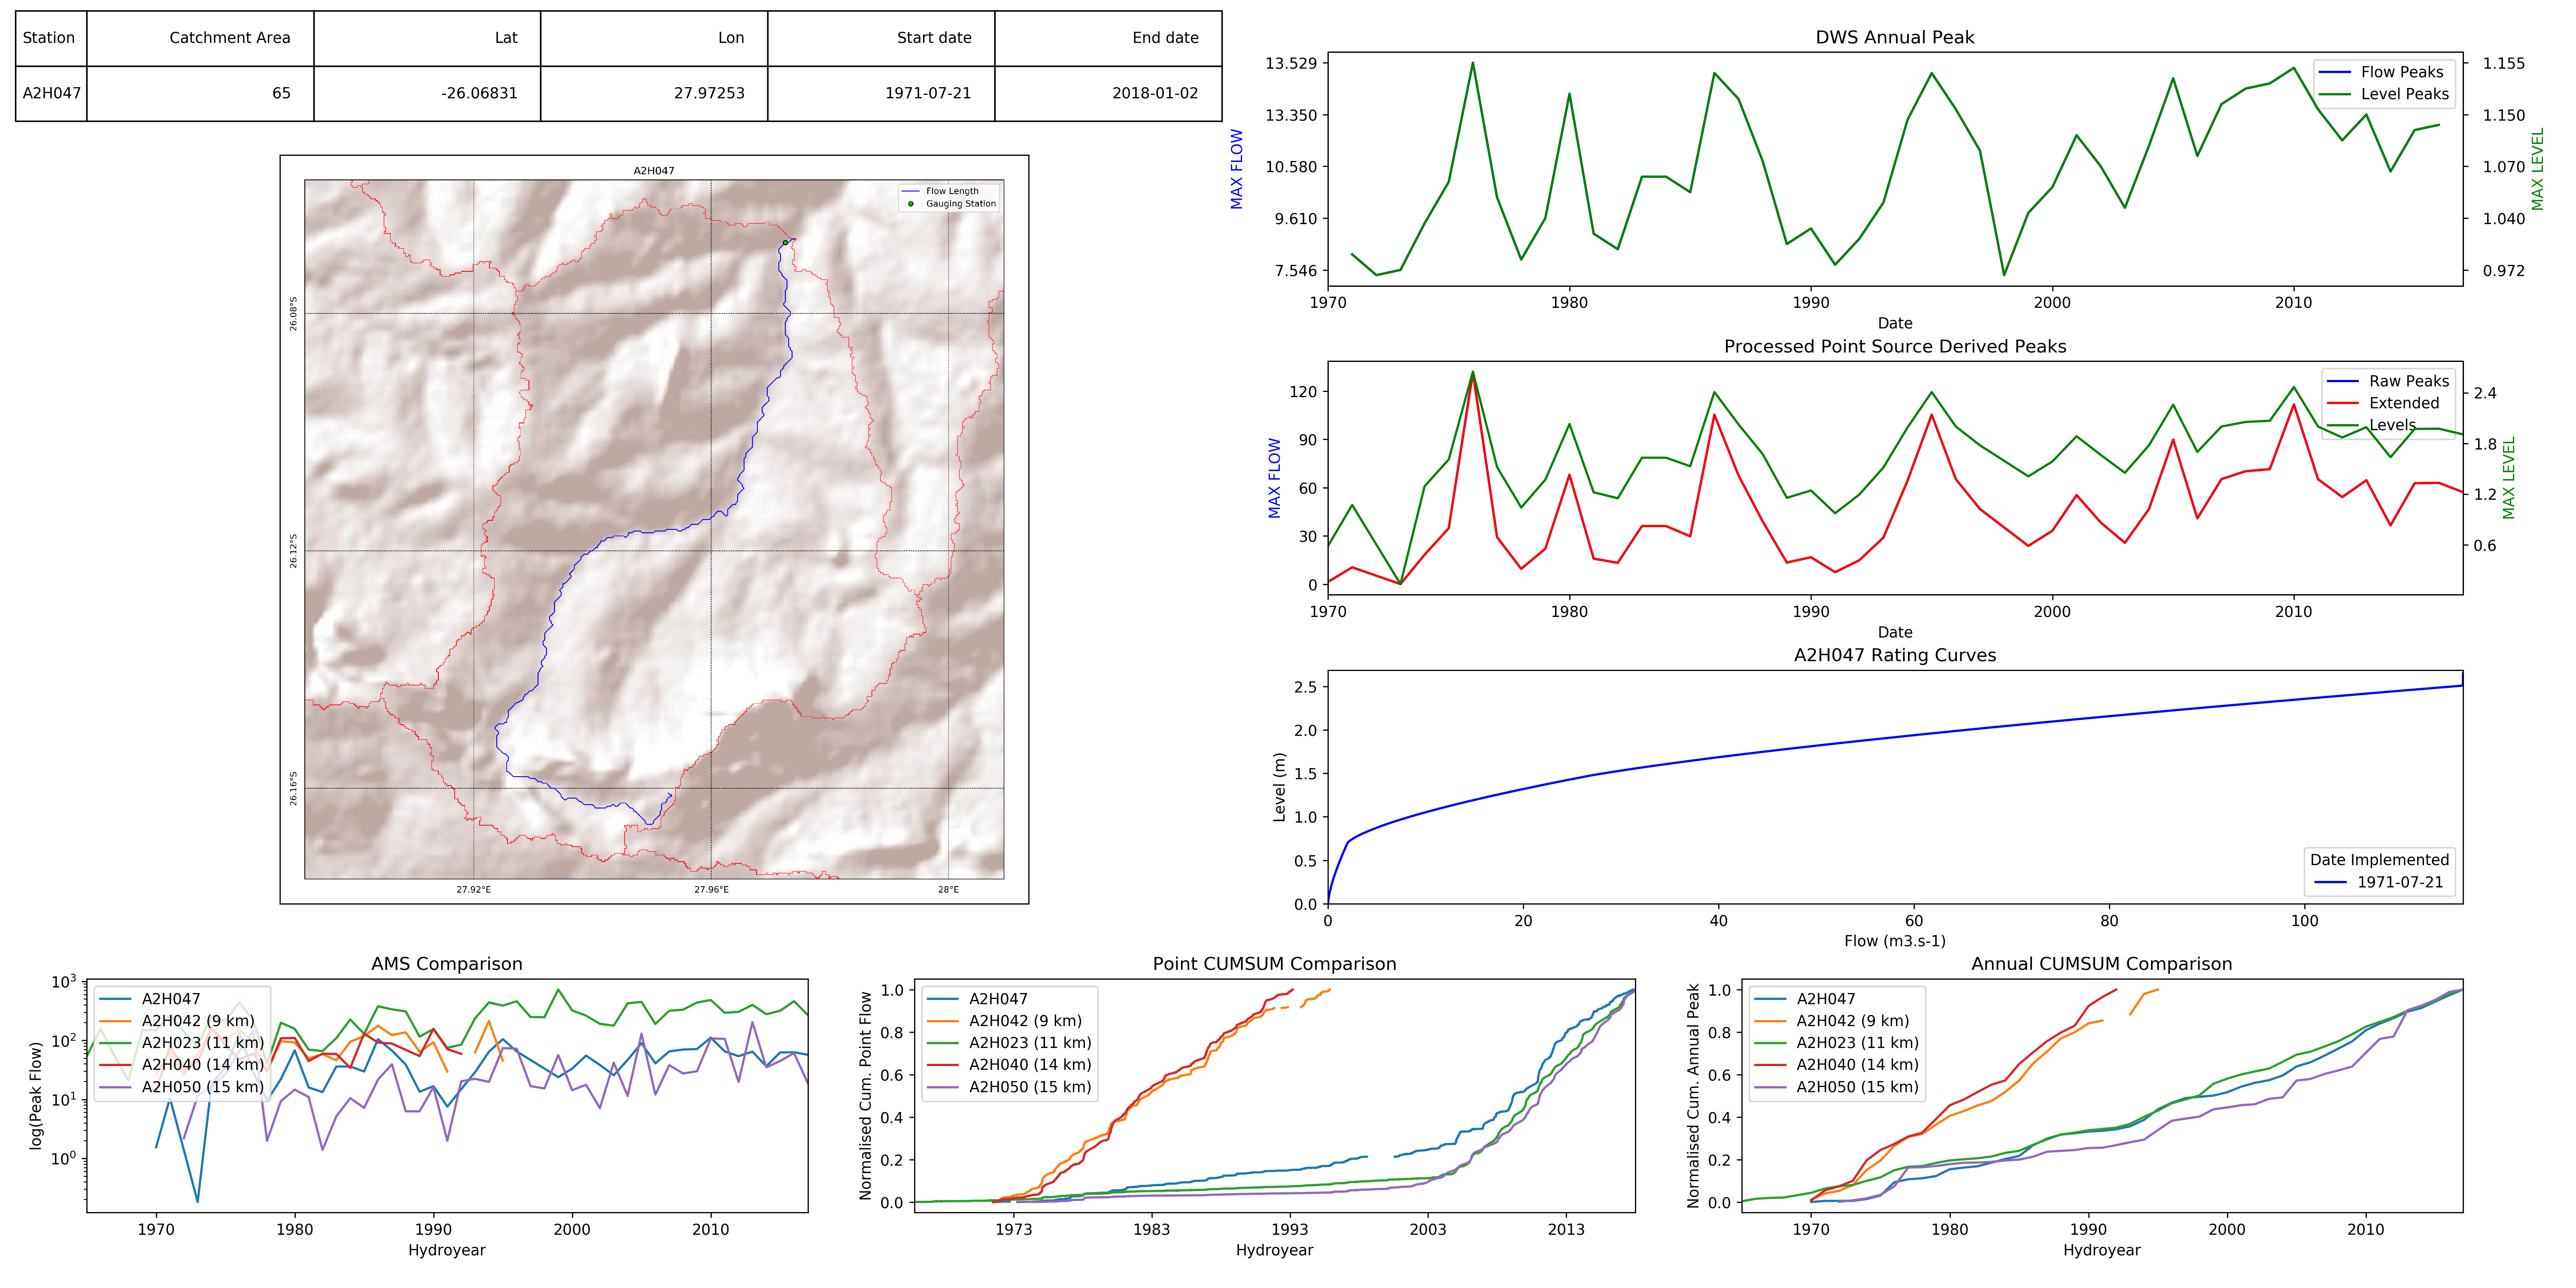 Station Catchment Area Lat Lon Start date End date
A2H047 65 -26.06831 27.97253 1971-07-21 2018-01-02
A2H047
Flow Length
Gauging Station
26.08°S
26.12°S
26.16°S
27.92°E 27.96°E 28°E
DWS Annual Peak
Flow Peaks
Level Peaks
MAX FLOW
13.529
13.350
10.580
9.610
7.546
1.155
1.150
1.070
1.040
0.972
MAX LEVEL
1970 1980 1990 2000 2010
Date
Processed Point Source Derived Peaks
Raw Peaks
Extended
Levels
MAX FLOW
120
90
60
30
0
2.4
1.8
1.2
0.6
MAX LEVEL
1970 1980 1990 2000 2010
Date
A2H047 Rating Curves
Level (m)
2.5
2.0
1.5
1.0
0.5
0.0
Date Implemented
1971-07-21
0 20 40 60 80 100
Flow (m3.s-1)
AMS Comparison
log(Peak Flow)
10³
10²
10¹
10⁰
A2H047
A2H042 (9 km)
A2H023 (11 km)
A2H040 (14 km)
A2H050 (15 km)
1970 1980 1990 2000 2010
Hydroyear
Point CUMSUM Comparison
Normalised Cum. Point Flow
1.0
0.8
0.6
0.4
0.2
0.0
A2H047
A2H042 (9 km)
A2H023 (11 km)
A2H040 (14 km)
A2H050 (15 km)
1973 1983 1993 2003 2013
Hydroyear
Annual CUMSUM Comparison
Normalised Cum. Annual Peak
1.0
0.8
0.6
0.4
0.2
0.0
A2H047
A2H042 (9 km)
A2H023 (11 km)
A2H040 (14 km)
A2H050 (15 km)
1970 1980 1990 2000 2010
Hydroyear